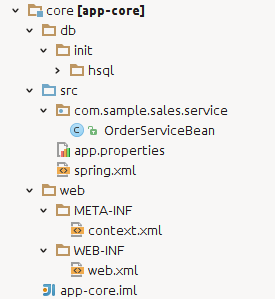 core [app-core]
db
init
hsql
src
com.sample.sales.service
OrderServiceBean
app.properties
spring.xml
web
META-INF
context.xml
WEB-INF
web.xml
app-core.iml